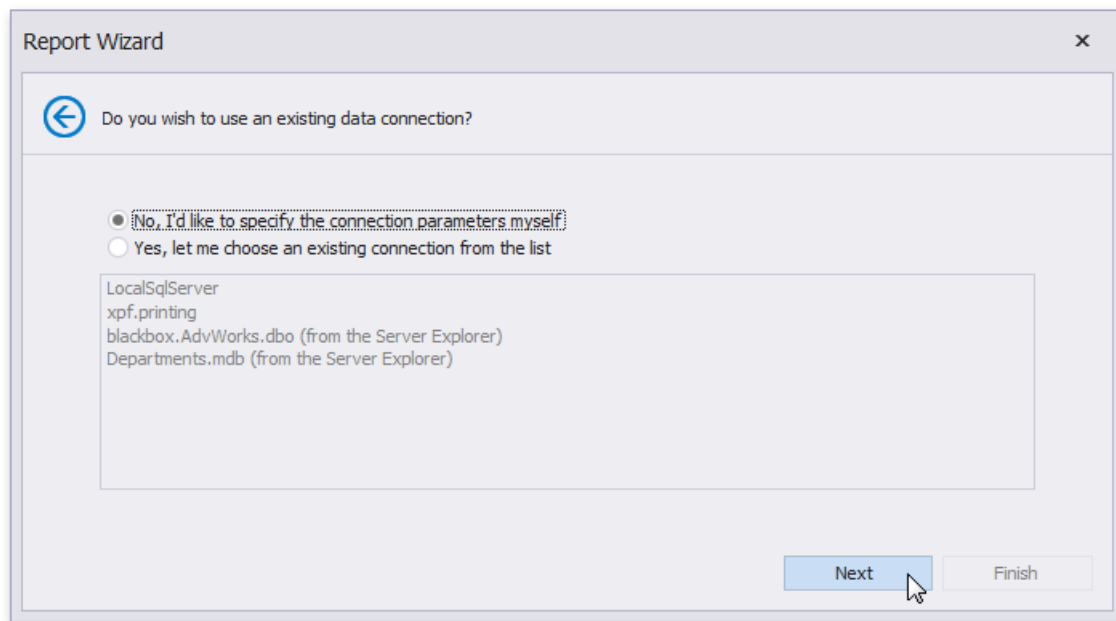 Report Wizard
Do you wish to use an existing data connection?
No, I'd like to specify the connection parameters myself
Yes, let me choose an existing connection from the list
LocalSqlServer
xpf.printing
blackbox.AdvWorks.dbo (from the Server Explorer)
Departments.mdb (from the Server Explorer)
Next
Finish